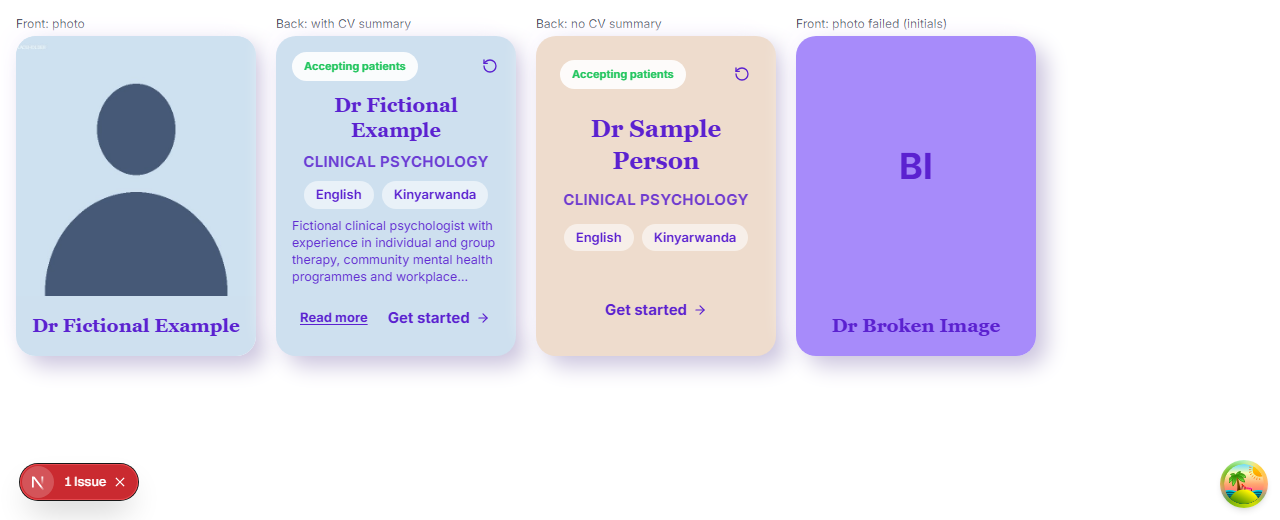 Front: photo
Back: with CV summary
Back: no CV summary
Front: photo failed (initials)
Dr Fictional Example
Accepting patients
Dr Fictional
Example
CLINICAL PSYCHOLOGY
English
Kinyarwanda
Fictional clinical psychologist with
experience in individual and group
therapy, community mental health
programmes and workplace...
Read more
Get started
Accepting patients
Dr Sample
Person
CLINICAL PSYCHOLOGY
English
Kinyarwanda
Get started
BI
Dr Broken Image
N
1 Issue